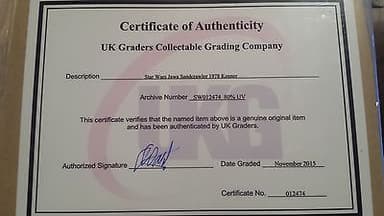 Certificate of Authenticity
UK Graders Collectable Grading Company
Description Star Wars Jawa Sandcrawler 1978 Kenner
Archive Number SW012474 80% UV
This certificate verifies that the named item above is a genuine original item
and has been authenticated by UK Graders.
Authorized Signature Date Graded November 2015
Certificate No. 012474
UKG